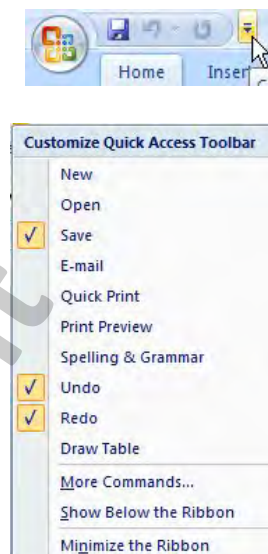 Home Inser
Customize Quick Access Toolbar
New
Open
Save
E-mail
Quick Print
Print Preview
Spelling & Grammar
Undo
Redo
Draw Table
More Commands...
Show Below the Ribbon
Minimize the Ribbon